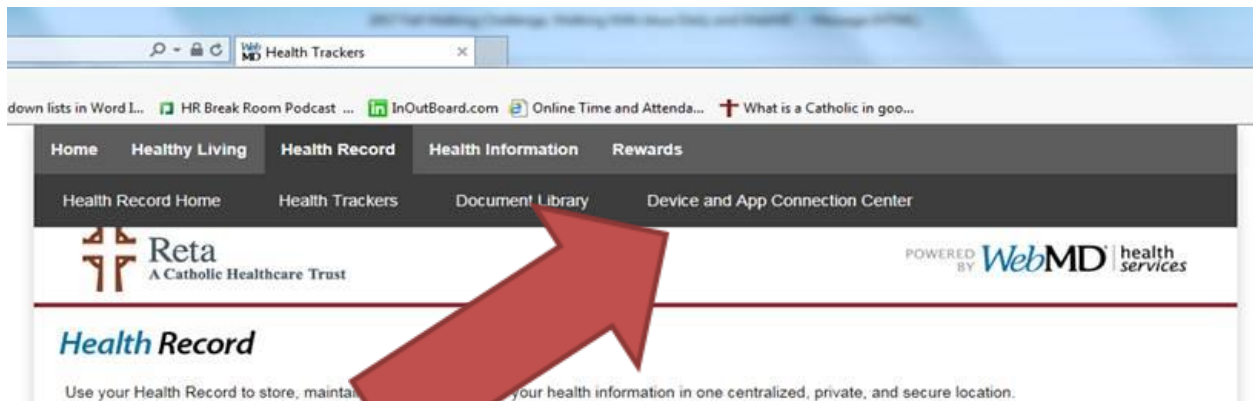 Web MD Health Trackers
down lists in Word I... HR Break Room Podcast ... in InOutBoard.com Online Time and Attenda... What is a Catholic in goo...
Home Healthy Living Health Record Health Information Rewards
Health Record Home Health Trackers Document Library Device and App Connection Center
Reta
A Catholic Healthcare Trust
POWERED BY WebMD health services
Health Record
Use your Health Record to store, your health information in one centralized, private, and secure location.